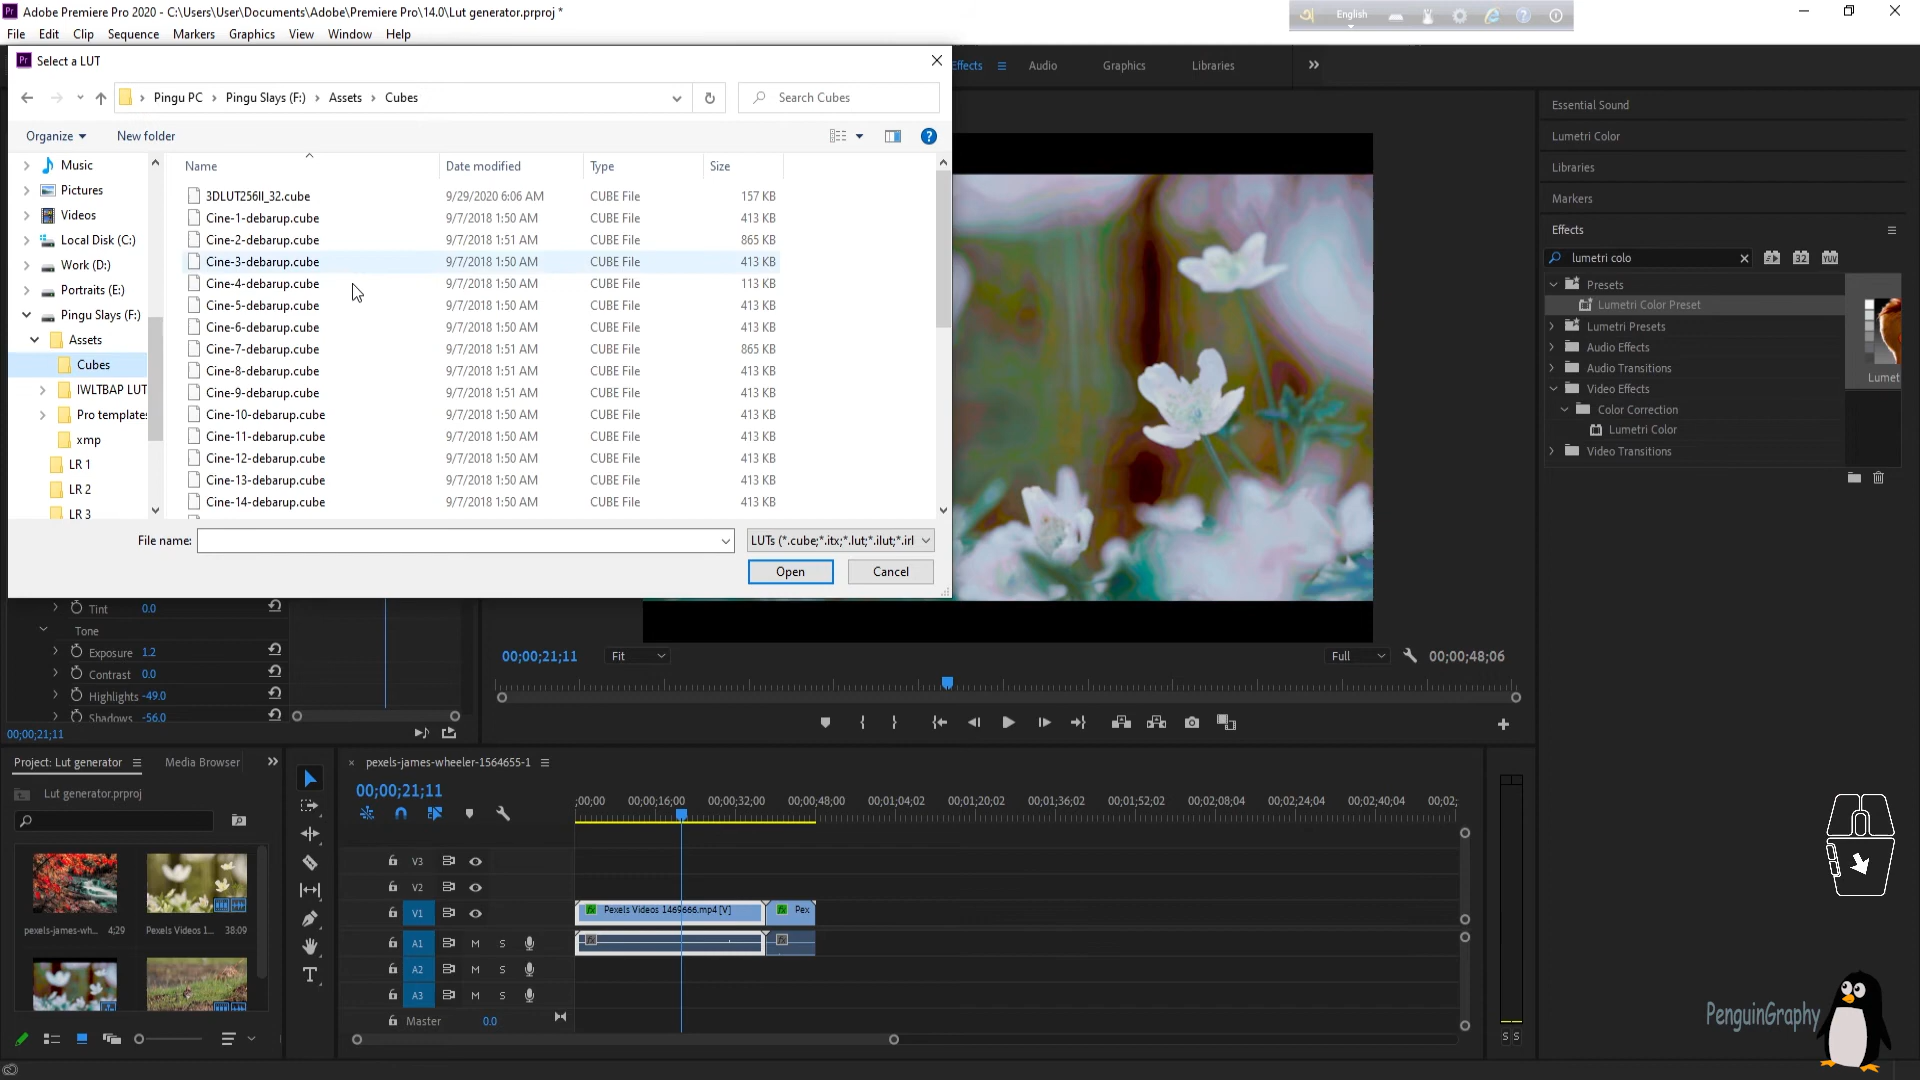 Adobe Premiere Pro 2020 - C:\Users\User\Documents\Adobe\Premiere Pro\14.0\Lut generator.prproj *
English
File Edit Clip Sequence Markers Graphics View Window Help
Select a LUT
Effects Audio Graphics Libraries
Pingu PC Pingu Slays (F:) Assets Cubes
Search Cubes
Organize New folder
Name Date modified Type Size
3DLUT256II_32.cube 9/29/2020 6:06 AM CUBE File 157 KB
Cine-1-debarup.cube 9/7/2018 1:50 AM CUBE File 413 KB
Cine-2-debarup.cube 9/7/2018 1:51 AM CUBE File 865 KB
Cine-3-debarup.cube 9/7/2018 1:50 AM CUBE File 413 KB
Cine-4-debarup.cube 9/7/2018 1:50 AM CUBE File 113 KB
Cine-5-debarup.cube 9/7/2018 1:50 AM CUBE File 413 KB
Cine-6-debarup.cube 9/7/2018 1:50 AM CUBE File 413 KB
Cine-7-debarup.cube 9/7/2018 1:51 AM CUBE File 865 KB
Cine-8-debarup.cube 9/7/2018 1:50 AM CUBE File 413 KB
Cine-9-debarup.cube 9/7/2018 1:51 AM CUBE File 413 KB
Cine-10-debarup.cube 9/7/2018 1:50 AM CUBE File 413 KB
Cine-11-debarup.cube 9/7/2018 1:50 AM CUBE File 413 KB
Cine-12-debarup.cube 9/7/2018 1:50 AM CUBE File 413 KB
Cine-13-debarup.cube 9/7/2018 1:50 AM CUBE File 413 KB
Cine-14-debarup.cube 9/7/2018 1:50 AM CUBE File 413 KB
Music
Pictures
Videos
Local Disk (C:)
Work (D:)
Portraits (E:)
Pingu Slays (F:)
Assets
Cubes
IWLTBAP LUT
Pro templates
xmp
LR 1
LR 2
LR 3
File name:
LUTs (*.cube;*.itx;*.lut;*.ilut;*.irl
Open Cancel
Essential Sound
Lumetri Color
Libraries
Markers
Effects
lumetri colo
32 YUV
Presets
Lumetri Color Preset
Lumetri Presets
Audio Effects
Audio Transitions
Video Effects
Color Correction
Lumetri Color
Video Transitions
Lumet
Tint 0.0
Tone
Exposure 1.2
Contrast 0.0
Highlights -49.0
Shadows -56.0
00;00;21;11
00;00;21;11 Fit Full 00;00;48;06
Project: Lut generator Media Browser
Lut generator.prproj
pexels-james-wh... 4;29 Pexels Videos 1... 38:09
pexels-james-wheeler-1564655-1
00;00;21;11
;00;00 00;00;16;00 00;00;32;00 00;00;48;00 00;01;04;02 00;01;20;02 00;01;36;02 00;01;52;02 00;02;08;04 00;02;24;04 00;02;40;04 00;02;
V3
V2
V1 Pexels Videos 1469666.mp4 [V] Pex
A1 M S
A2 M S
A3 M S
Master 0.0
S S
PenguinGraphy